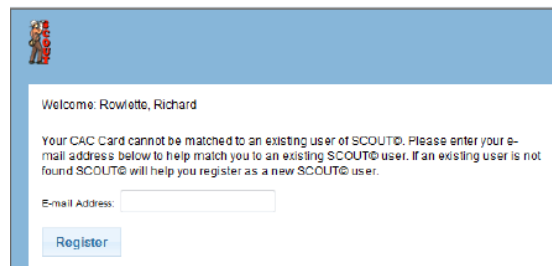 SCOUT
Welcome: Rowlette, Richard
Your CAC Card cannot be matched to an existing user of SCOUT©. Please enter your e-
mail address below to help match you to an existing SCOUT© user. If an existing user is not
found SCOUT© will help you register as a new SCOUT© user.
E-mail Address:
Register